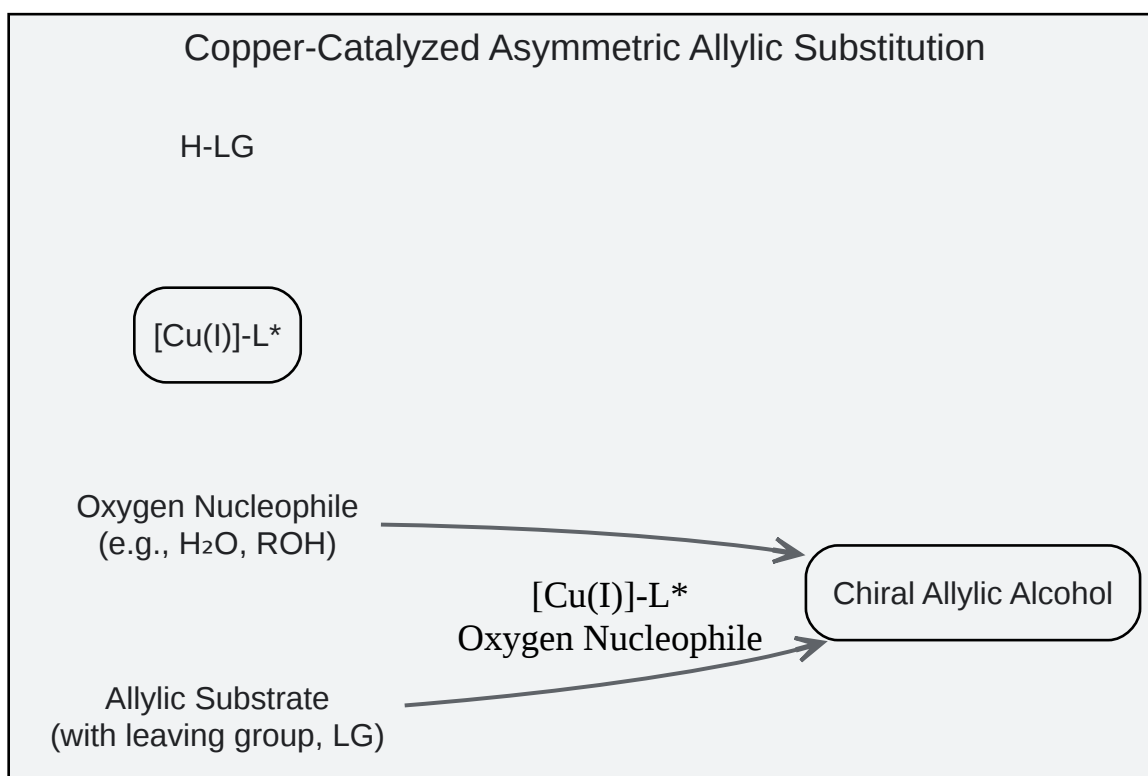 Copper-Catalyzed Asymmetric Allylic Substitution
H-LG
[Cu(I)]-L*
Oxygen Nucleophile
(e.g., H₂O, ROH)
[Cu(I)]-L*
Oxygen Nucleophile
Chiral Allylic Alcohol
Allylic Substrate
(with leaving group, LG)